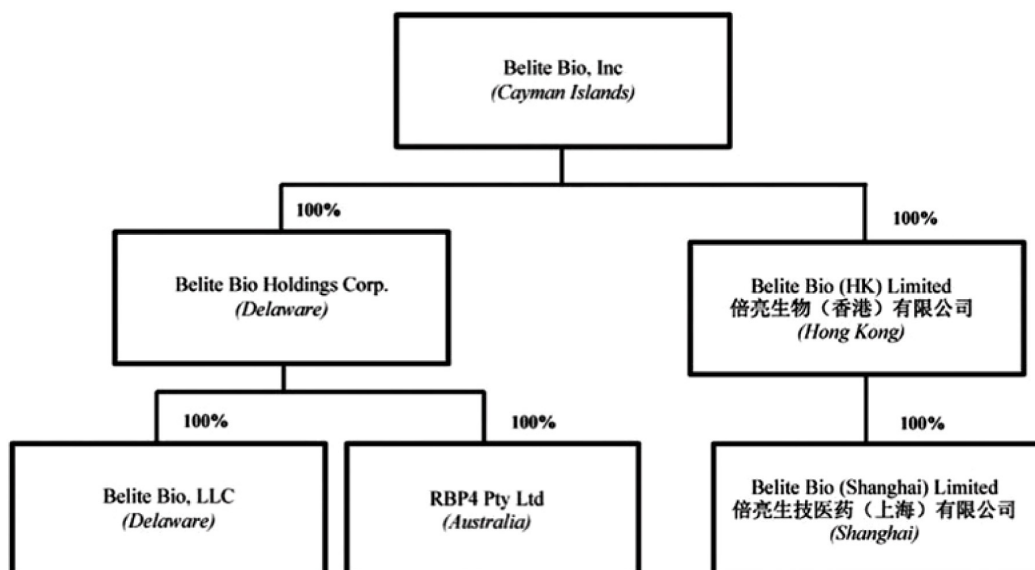 Belite Bio, Inc
(Cayman Islands)
100%
100%
Belite Bio Holdings Corp.
(Delaware)
Belite Bio (HK) Limited
倍亮生物（香港）有限公司
(Hong Kong)
100%
100%
100%
Belite Bio, LLC
(Delaware)
RBP4 Pty Ltd
(Australia)
Belite Bio (Shanghai) Limited
倍亮生技医药（上海）有限公司
(Shanghai)